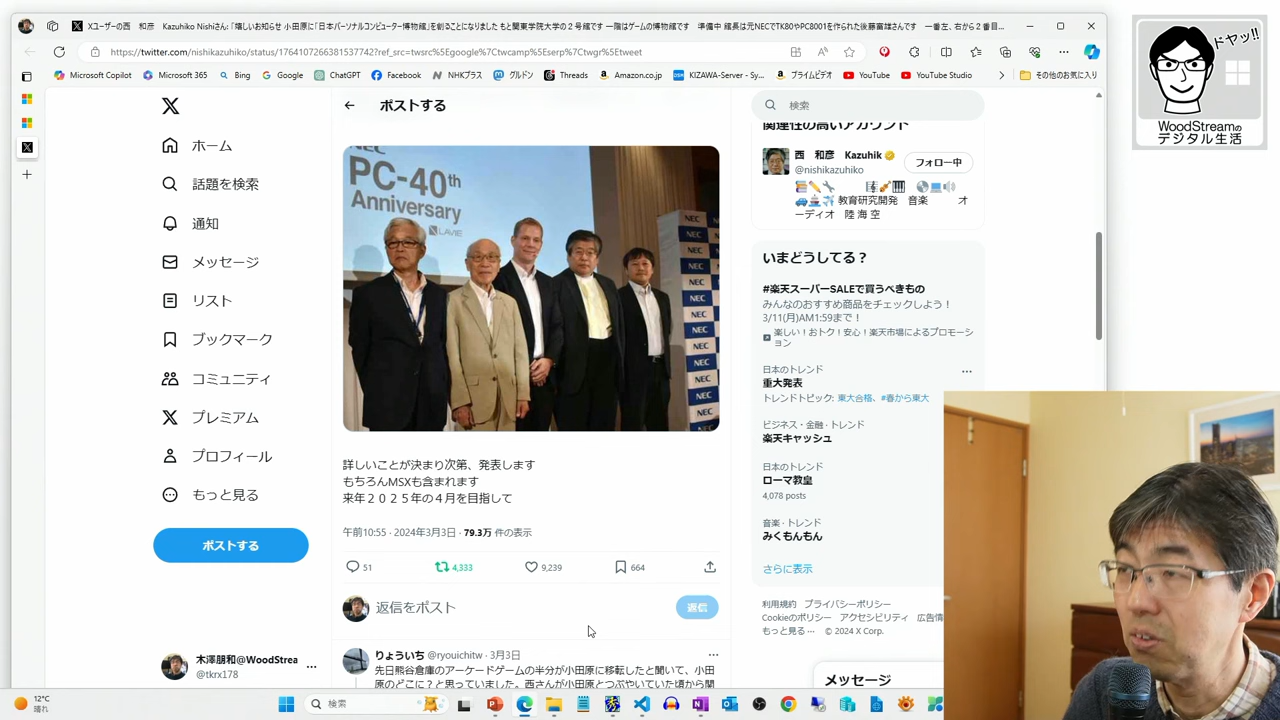 Xユーザーの西 和彦 Kazuhiko Nishiさん: 「嬉しいお知らせ 小田原に「日本パーソナルコンピューター博物館」を創ることになりました もと関東学院大学の2号館です 一階はゲームの博物館です 準備中 館長は元NECでTK80やPC8001を作られた後藤富雄さんです 一番左、右から2番目...
https://twitter.com/nishikazuhiko/status/1764107266381537742?ref_src=twsrc%5Egoogle%7Ctwcamp%5Eserp%7Ctwgr%5Etweet
Microsoft Copilot
Microsoft 365
Bing
Google
ChatGPT
Facebook
NHKプラス
グルドン
Threads
Amazon.co.jp
KIZAWA-Server - Sy...
プライムビデオ
YouTube
YouTube Studio
その他のお気に入り
ドヤッ!!
WoodStreamの
デジタル生活
ホーム
話題を検索
通知
メッセージ
リスト
ブックマーク
コミュニティ
プレミアム
プロフィール
もっと見る
ポストする
木澤朋和@WoodStrea
@tkrx178
ポストする
NEC
PC-40th
Anniversary
LAVIE
NEC
NEC
NEC
NEC
NEC
NEC
NEC
NEC
NEC
詳しいことが決まり次第、発表します
もちろんMSXも含まれます
来年2025年の4月を目指して
午前10:55 · 2024年3月3日 · 79.3万 件の表示
51
4,333
9,239
664
返信をポスト
返信
りょういち @ryouichitw · 3月3日
先日熊谷倉庫のアーケードゲームの半分が小田原に移転したと聞いて、小田
原のどこに?と思っていました。西さんが小田原とつぶやいていた頃から関
検索
関連性の高いアカウント
西 和彦 Kazuhik
@nishikazuhiko
フォロー中
教育研究開発 音楽 オ
ーディオ 陸 海 空
いまどうしてる?
#楽天スーパーSALEで買うべきもの
みんなのおすすめ商品をチェックしよう!
3/11(月)AM1:59まで!
楽しい!おトク!安心!楽天市場によるプロモーシ
ョン
日本のトレンド
重大発表
トレンドトピック: 東大合格、#春から東大
ビジネス・金融 · トレンド
楽天キャッシュ
日本のトレンド
ローマ教皇
4,078 posts
音楽 · トレンド
みくもんもん
さらに表示
利用規約 プライバシーポリシー
Cookieのポリシー アクセシビリティ 広告情
もっと見る ··· © 2024 X Corp.
メッセージ
12°C
晴れ
検索